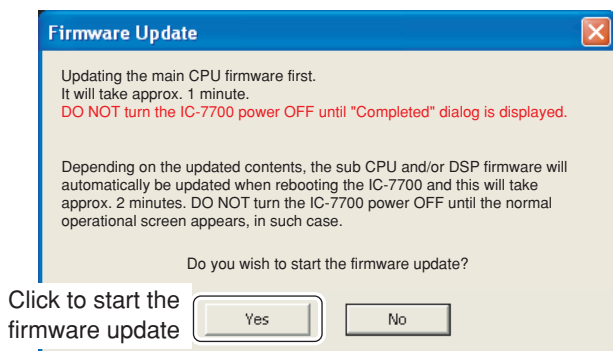 Firmware Update
Updating the main CPU firmware first.
It will take approx. 1 minute.
DO NOT turn the IC-7700 power OFF until "Completed" dialog is displayed.
Depending on the updated contents, the sub CPU and/or DSP firmware will
automatically be updated when rebooting the IC-7700 and this will take
approx. 2 minutes. DO NOT turn the IC-7700 power OFF until the normal
operational screen appears, in such case.
Do you wish to start the firmware update?
Click to start the
firmware update
Yes
No